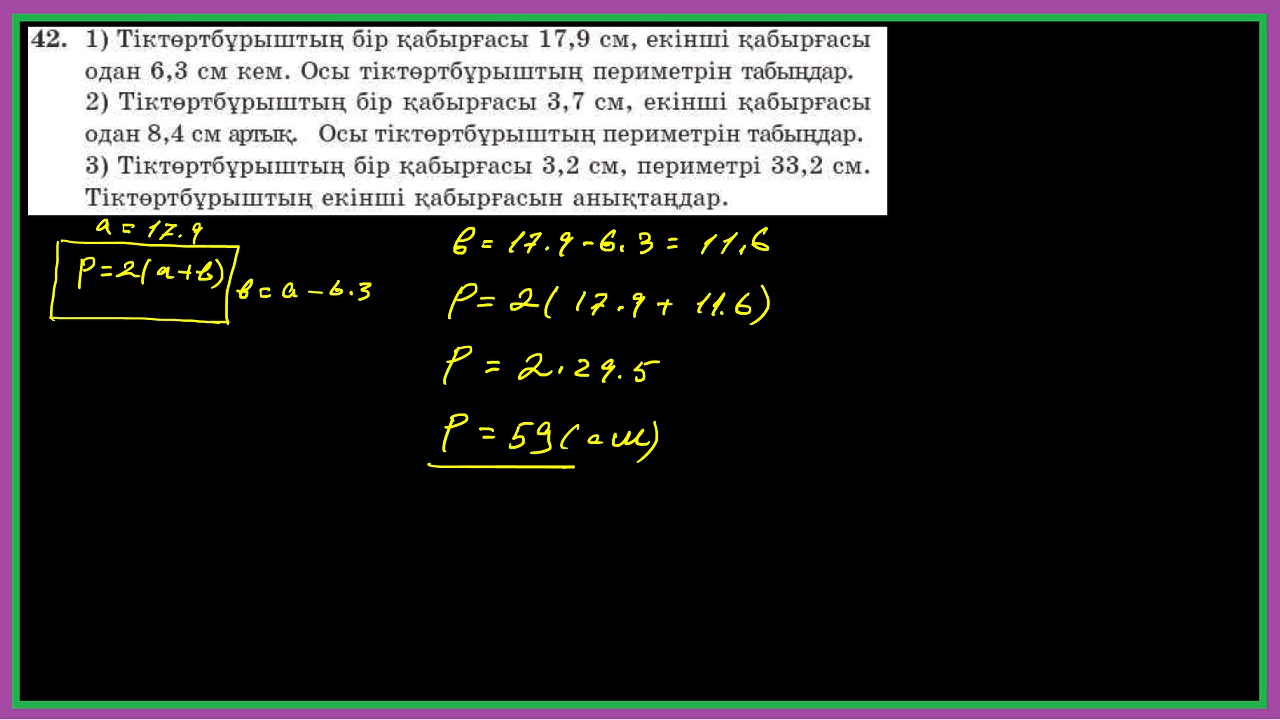 42. 1) Тіктөртбұрыштың бір қабырғасы 17,9 см, екінші қабырғасы
одан 6,3 см кем. Осы тіктөртбұрыштың периметрін табыңдар.
2) Тіктөртбұрыштың бір қабырғасы 3,7 см, екінші қабырғасы
одан 8,4 см артық. Осы тіктөртбұрыштың периметрін табыңдар.
3) Тіктөртбұрыштың бір қабырғасы 3,2 см, периметрі 33,2 см.
Тіктөртбұрыштың екінші қабырғасын анықтаңдар.
a = 17.9
P=2(a+в)
в = a - 6.3
в = 17.9 - 6.3 = 11,6
P = 2( 17.9 + 11.6)
P = 2.29.5
P = 59(см)